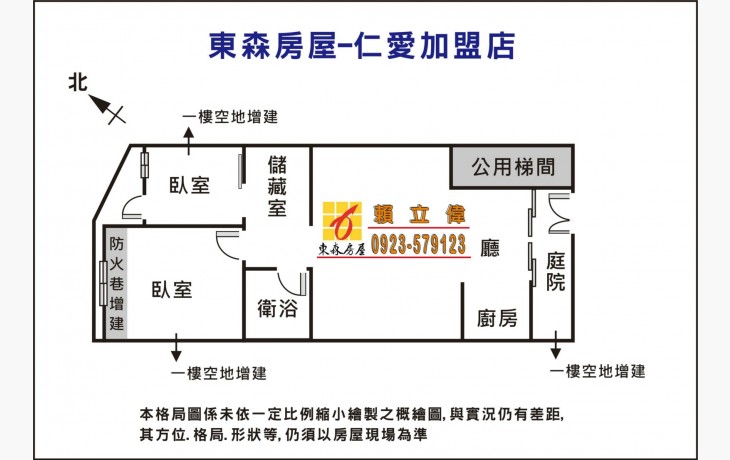 東森房屋-仁愛加盟店
北
一樓空地增建
公用梯間
儲藏室
臥室
賴立偉
東森房屋
0923-579123
廳
庭院
防火巷增建
臥室
衛浴
廚房
一樓空地增建
一樓空地增建
本格局圖係未依一定比例縮小繪製之概繪圖,與實況仍有差距,
其方位.格局.形狀等,仍須以房屋現場為準